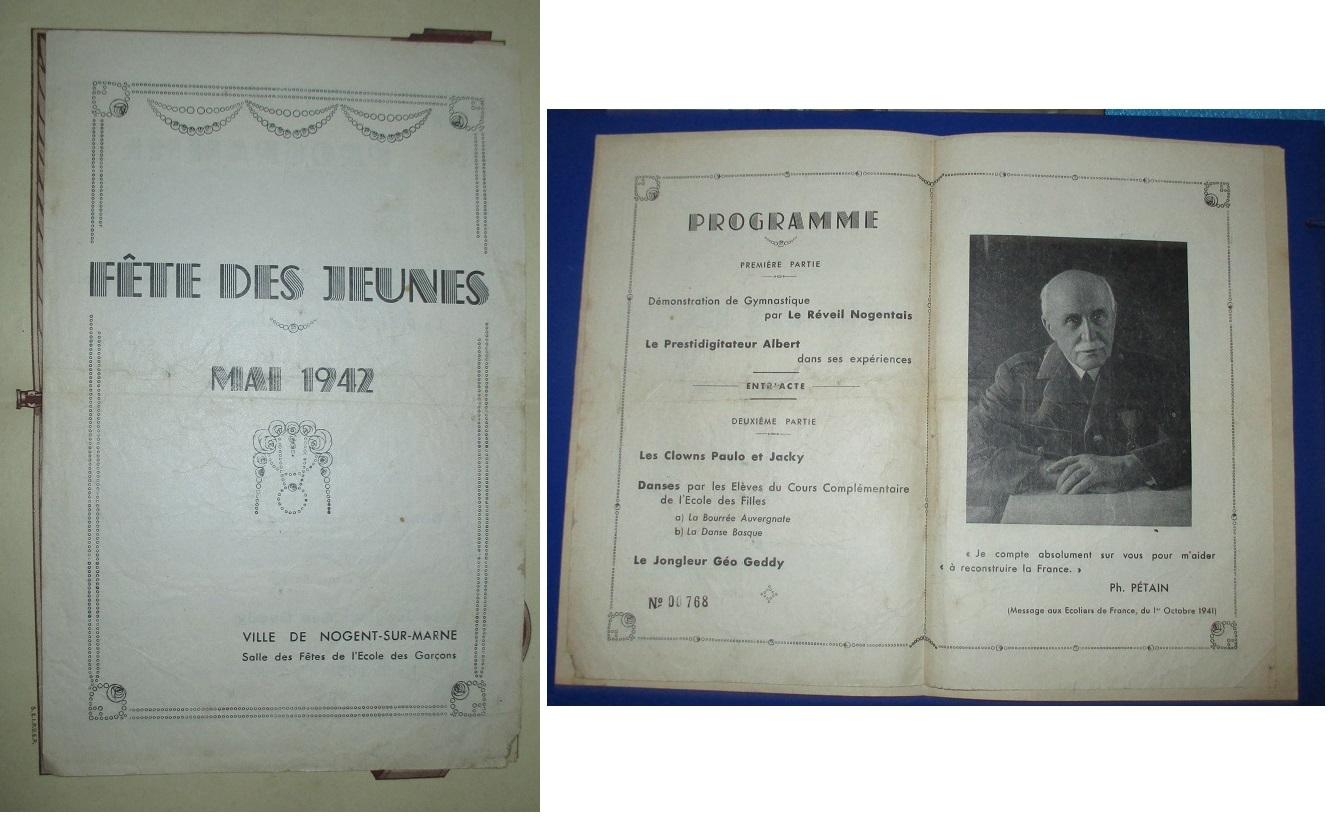 FÊTE DES JEUNES
MAI 1942
VILLE DE NOGENT-SUR-MARNE
Salle des Fêtes de l'Ecole des Garçons
PROGRAMME
PREMIÈRE PARTIE
Démonstration de Gymnastique
par Le Réveil Nogentais
Le Prestidigitateur Albert
dans ses expériences
ENTR'ACTE
DEUXIÈME PARTIE
Les Clowns Paulo et Jacky
Danses par les Elèves du Cours Complémentaire
de l'Ecole des Filles
a) La Bourrée Auvergnate
b) La Danse Basque
Le Jongleur Géo Geddy
Nº 00768
« Je compte absolument sur vous pour m'aider
« à reconstruire la France. »
Ph. PÉTAIN
(Message aux Ecoliers de France, du 1er Octobre 1941)